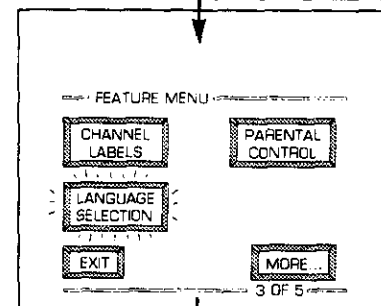 FEATURE MENU
CHANNEL
LABELS
PARENTAL
CONTROL
LANGUAGE
SELECTION
EXIT
MORE...
3 OF 5